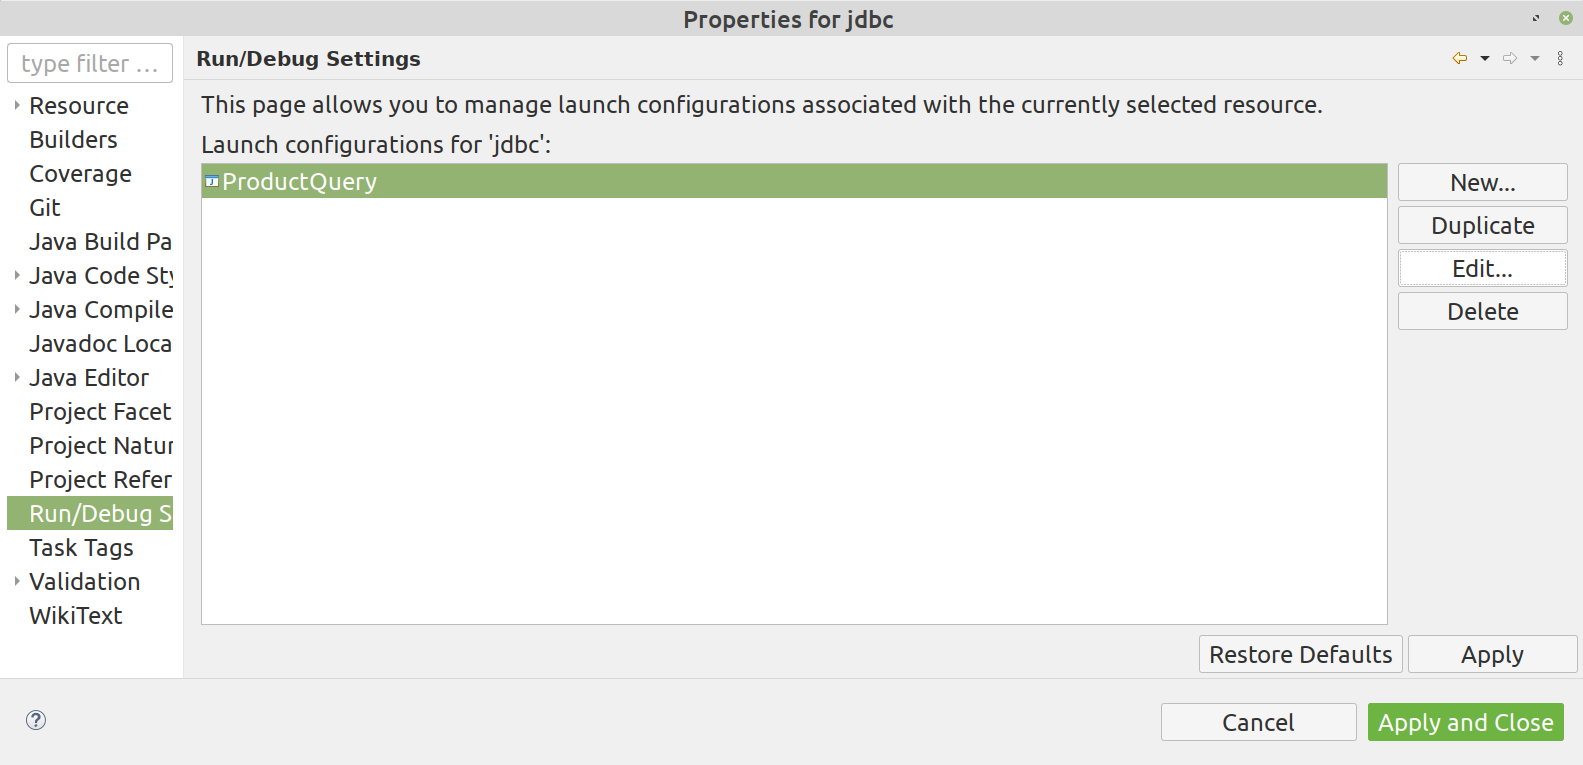 Properties for jdbc
type filter ...
Resource
Builders
Coverage
Git
Java Build Pa
Java Code Sty
Java Compile
Javadoc Loca
Java Editor
Project Facet
Project Natur
Project Refer
Run/Debug S
Task Tags
Validation
WikiText
Run/Debug Settings
This page allows you to manage launch configurations associated with the currently selected resource.
Launch configurations for 'jdbc':
ProductQuery
New...
Duplicate
Edit...
Delete
Restore Defaults
Apply
Cancel
Apply and Close